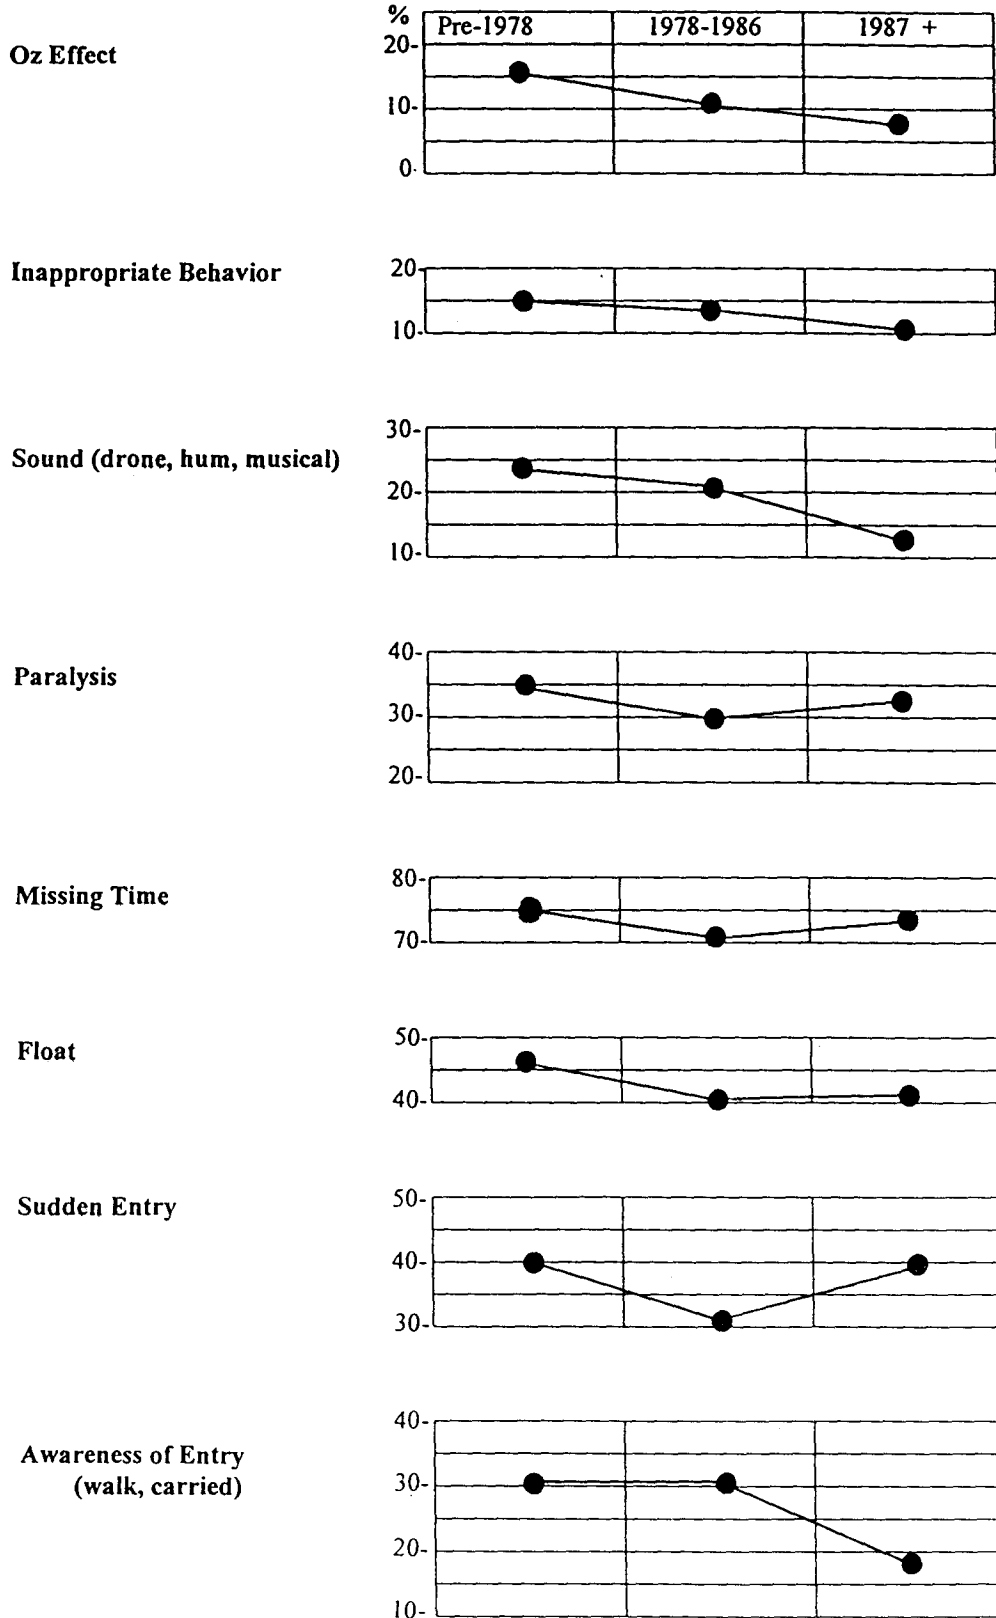 %
Pre-1978 1978-1986 1987 +
Oz Effect
20-
10-
0-
Inappropriate Behavior
20-
10-
Sound (drone, hum, musical)
30-
20-
10-
Paralysis
40-
30-
20-
Missing Time
80-
70-
Float
50-
40-
Sudden Entry
50-
40-
30-
Awareness of Entry
(walk, carried)
40-
30-
20-
10-